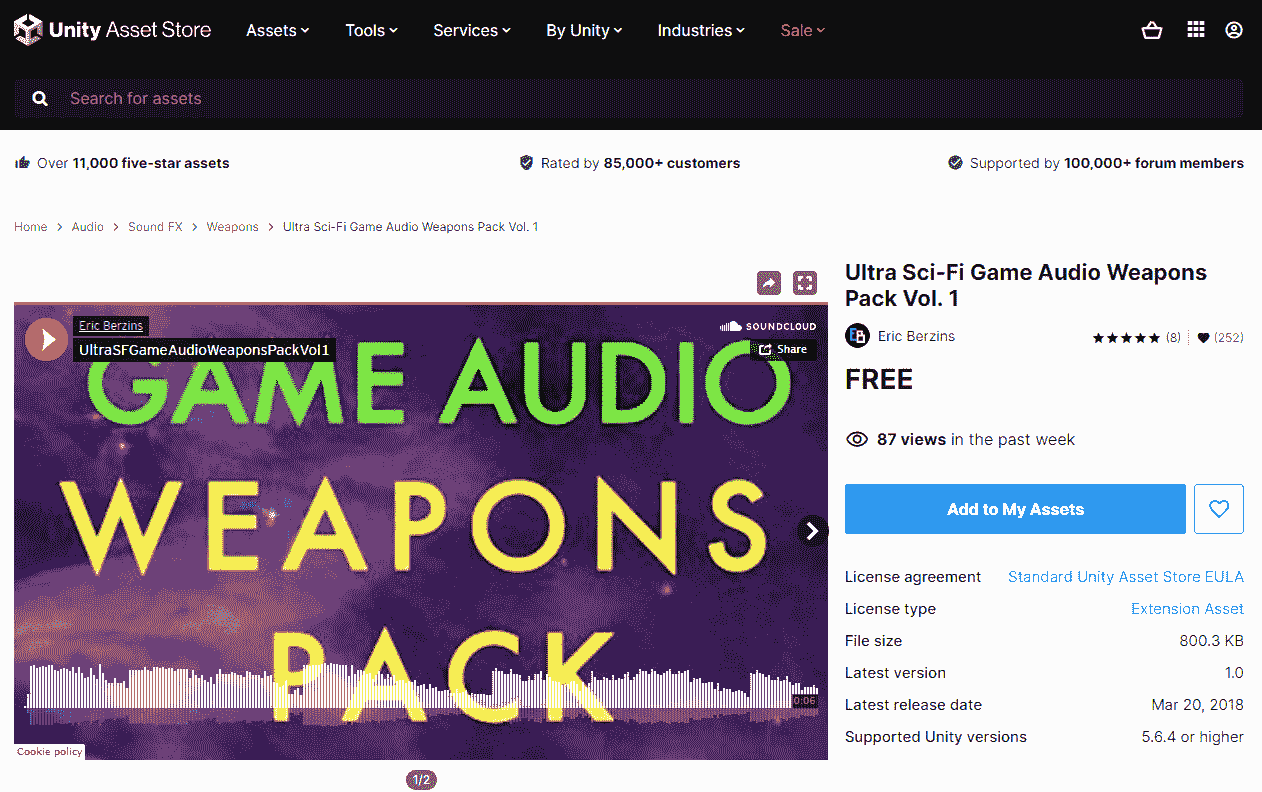 Unity Asset Store
Assets Tools Services By Unity Industries Sale
Search for assets
Over 11,000 five-star assets
Rated by 85,000+ customers
Supported by 100,000+ forum members
Home > Audio > Sound FX > Weapons > Ultra Sci-Fi Game Audio Weapons Pack Vol. 1
Eric Berzins
UltraSFGameAudioWeaponsPackVol1
SOUNDCLOUD
Share
GAME AUDIO
WEAPONS
PACK
0:06
Cookie policy
1/2
Ultra Sci-Fi Game Audio Weapons
Pack Vol. 1
EB Eric Berzins
(8) (252)
FREE
87 views in the past week
Add to My Assets
License agreement Standard Unity Asset Store EULA
License type Extension Asset
File size 800.3 KB
Latest version 1.0
Latest release date Mar 20, 2018
Supported Unity versions 5.6.4 or higher